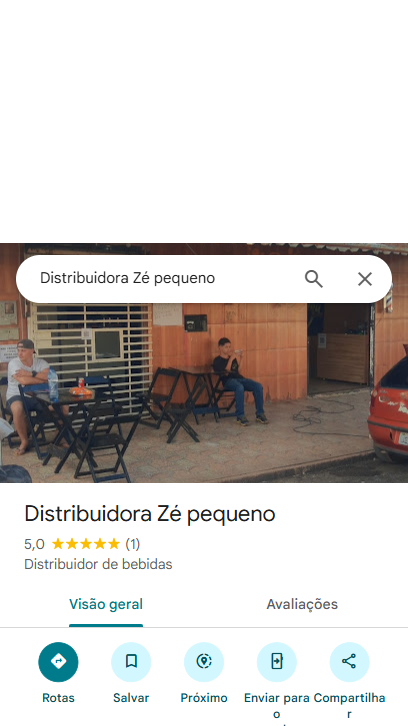 Distribuidora Zé pequeno
Distribuidora Zé pequeno
5,0 (1)
Distribuidor de bebidas
Visão geral
Avaliações
Rotas
Salvar
Próximo
Enviar para
o
Compartilha
r